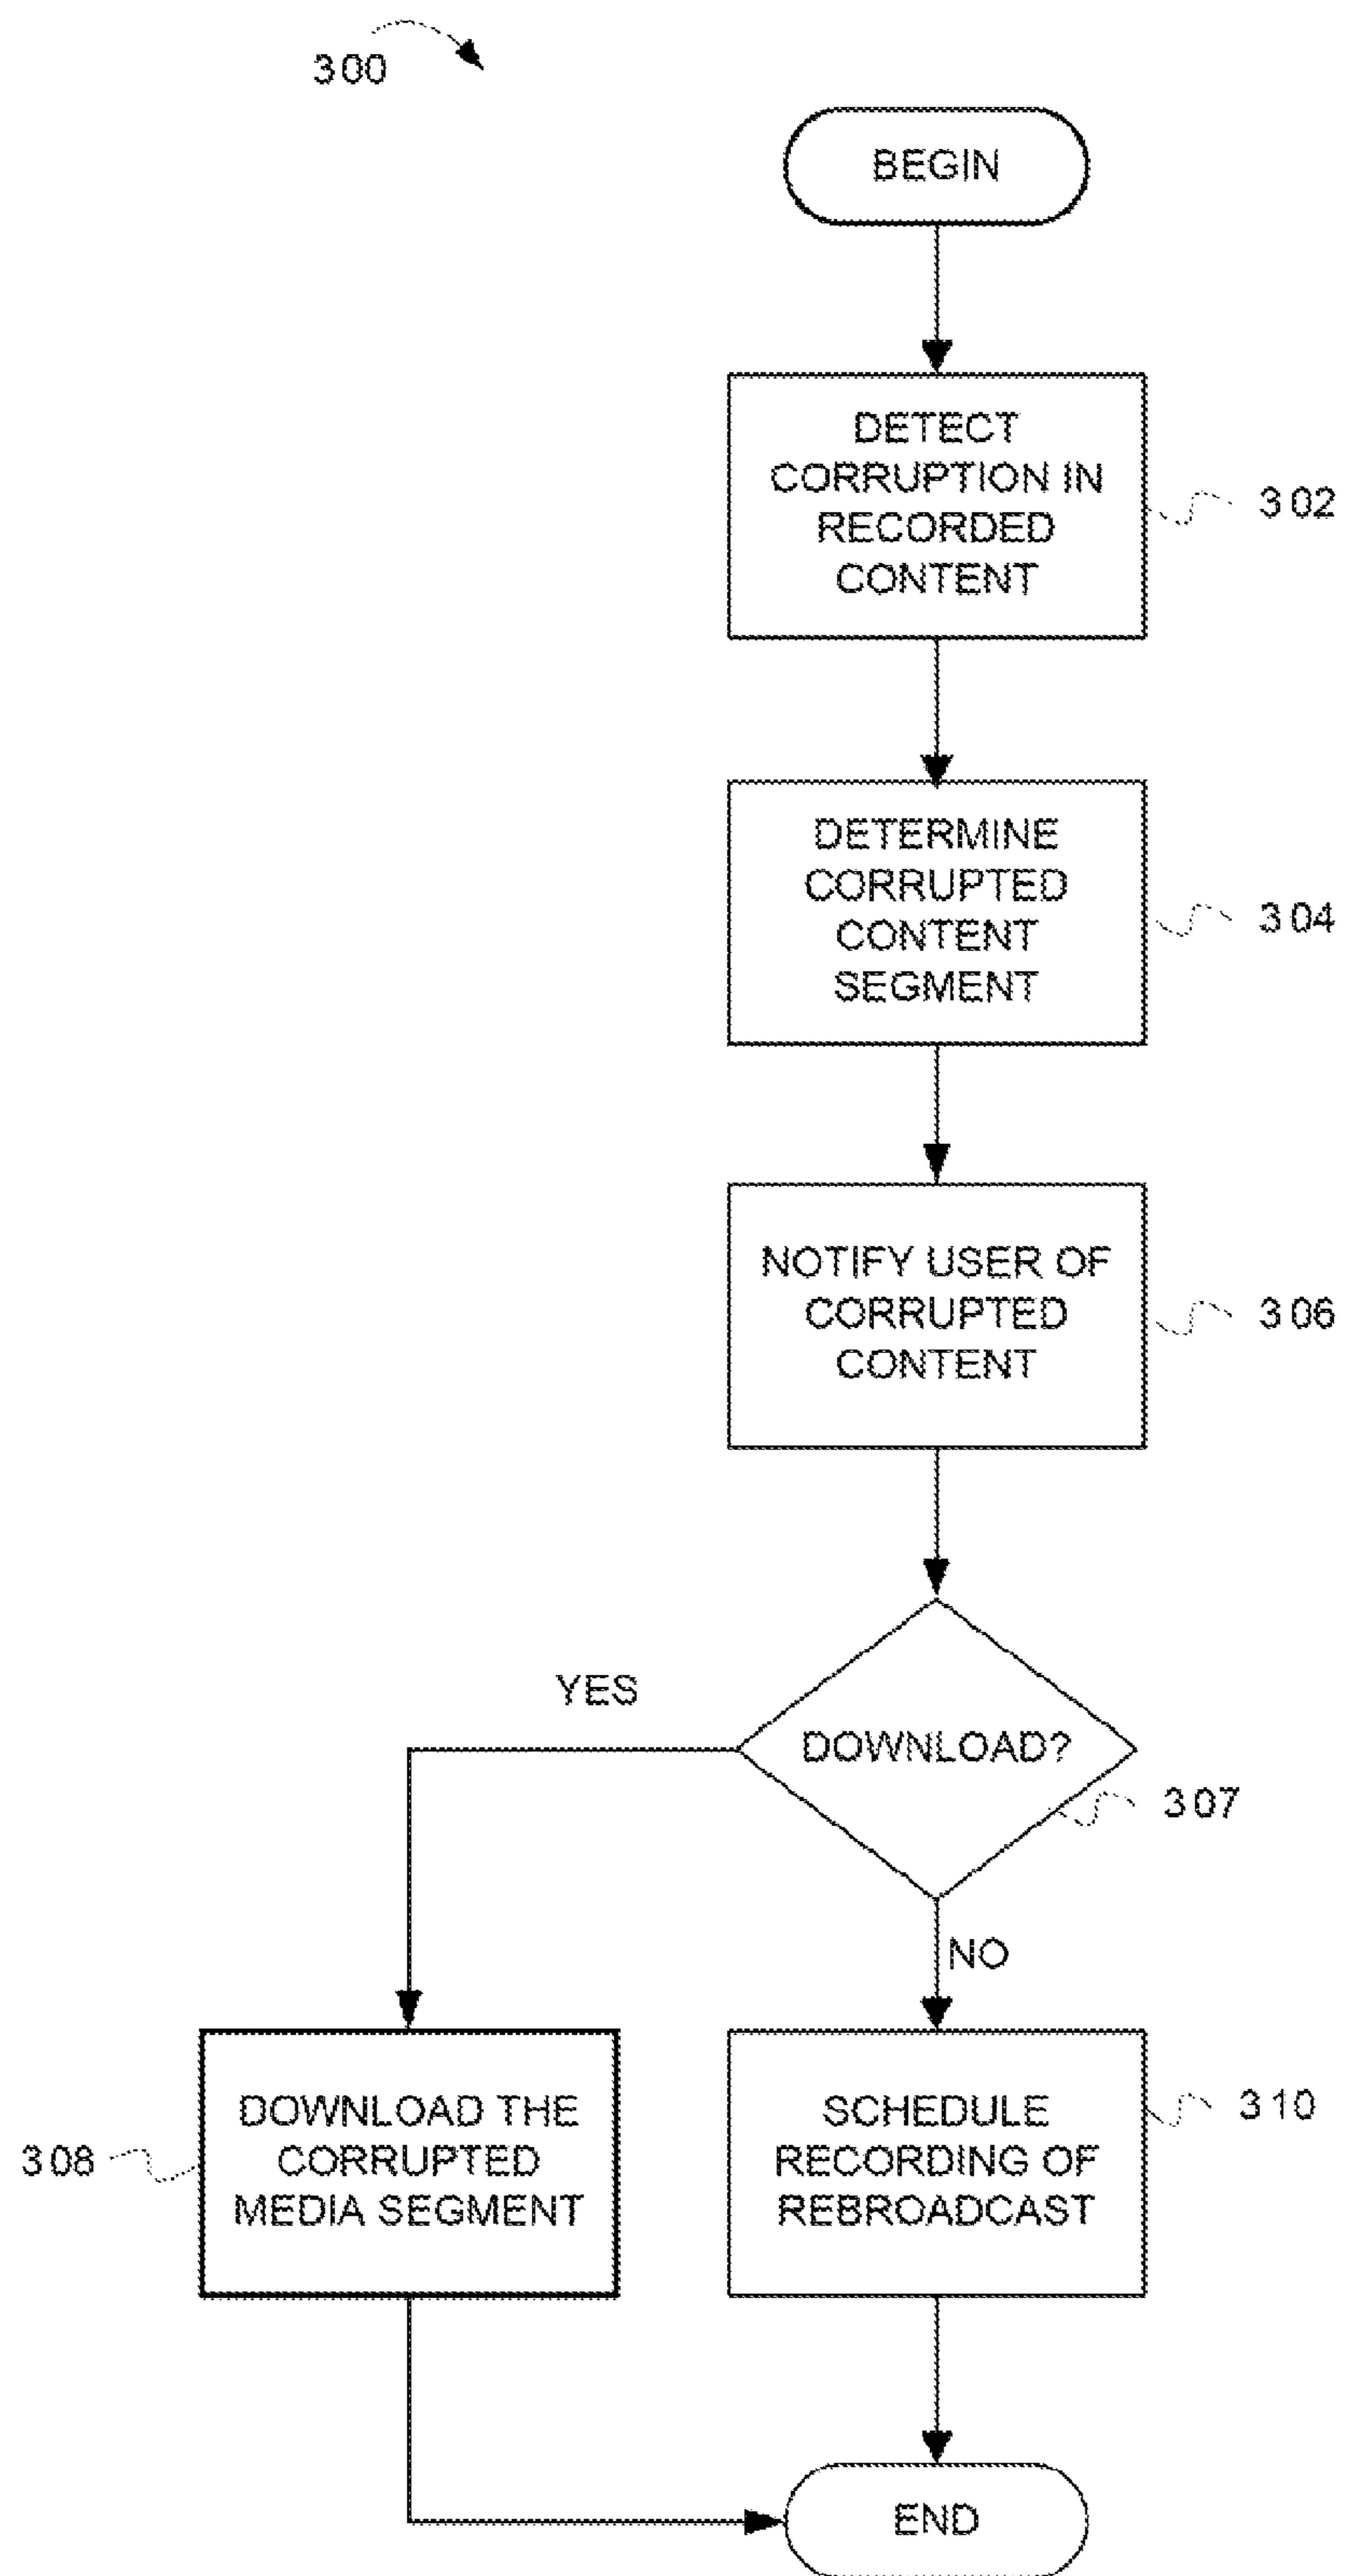 300
BEGIN
DETECT
CORRUPTION IN
RECORDED
CONTENT
302
DETERMINE
CORRUPTED
CONTENT
SEGMENT
304
NOTIFY USER OF
CORRUPTED
CONTENT
306
YES
DOWNLOAD?
307
NO
DOWNLOAD THE
CORRUPTED
MEDIA SEGMENT
308
SCHEDULE
RECORDING OF
REBROADCAST
310
END